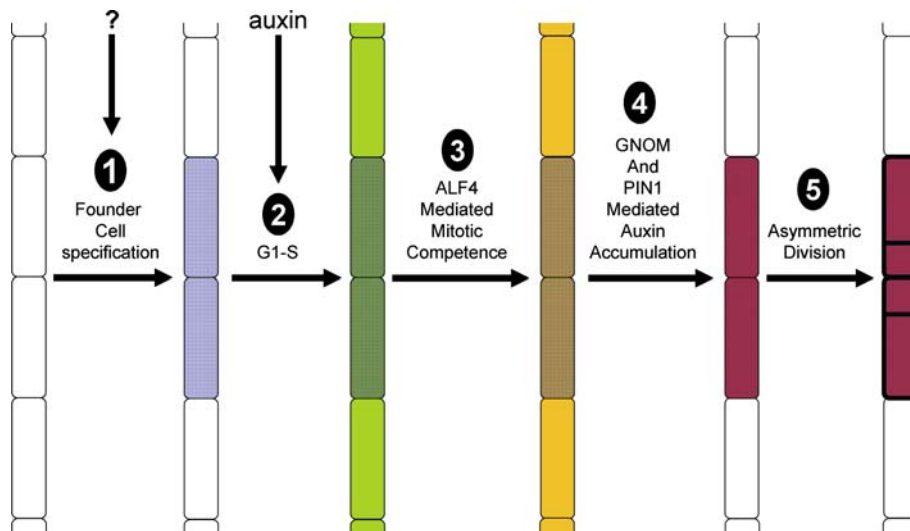 ?
1
Founder
Cell
specification
auxin
2
G1-S
3
ALF4
Mediated
Mitotic
Competence
4
GNOM
And
PIN1
Mediated
Auxin
Accumulation
5
Asymmetric
Division